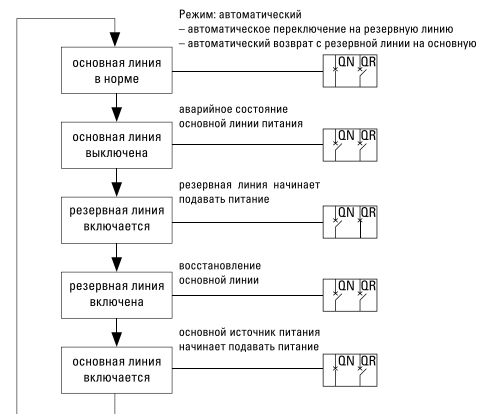 Режим: автоматический
– автоматическое переключение на резервную линию
– автоматический возврат с резервной линии на основную
основная линия
в норме
QN QR
аварийное состояние
основной линии питания
основная линия
выключена
QN QR
резервная линия начинает
подавать питание
резервная линия
включается
QN QR
восстановление
основной линии
резервная линия
включена
QN QR
основной источник питания
начинает подавать питание
основная линия
включается
QN QR